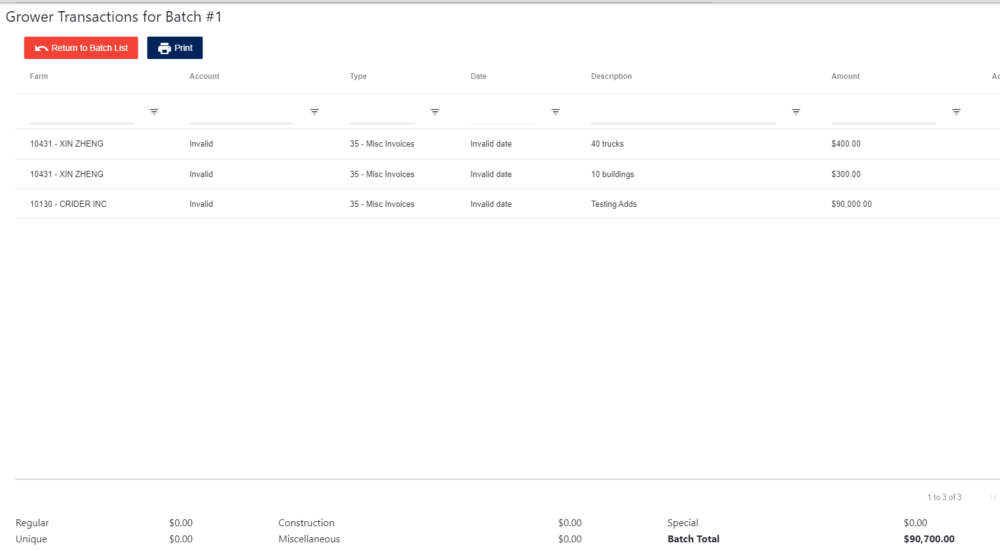 Grower Transactions for Batch #1
Return to Batch List Print
Farm Account Type Date Description Amount Ac
10431 - XIN ZHENG Invalid 35 - Misc Invoices Invalid date 40 trucks $400.00
10431 - XIN ZHENG Invalid 35 - Misc Invoices Invalid date 10 buildings $300.00
10130 - CRIDER INC Invalid 35 - Misc Invoices Invalid date Testing Adds $90,000.00
1 to 3 of 3
Regular $0.00 Construction $0.00 Special $0.00
Unique $0.00 Miscellaneous $0.00 Batch Total $90,700.00